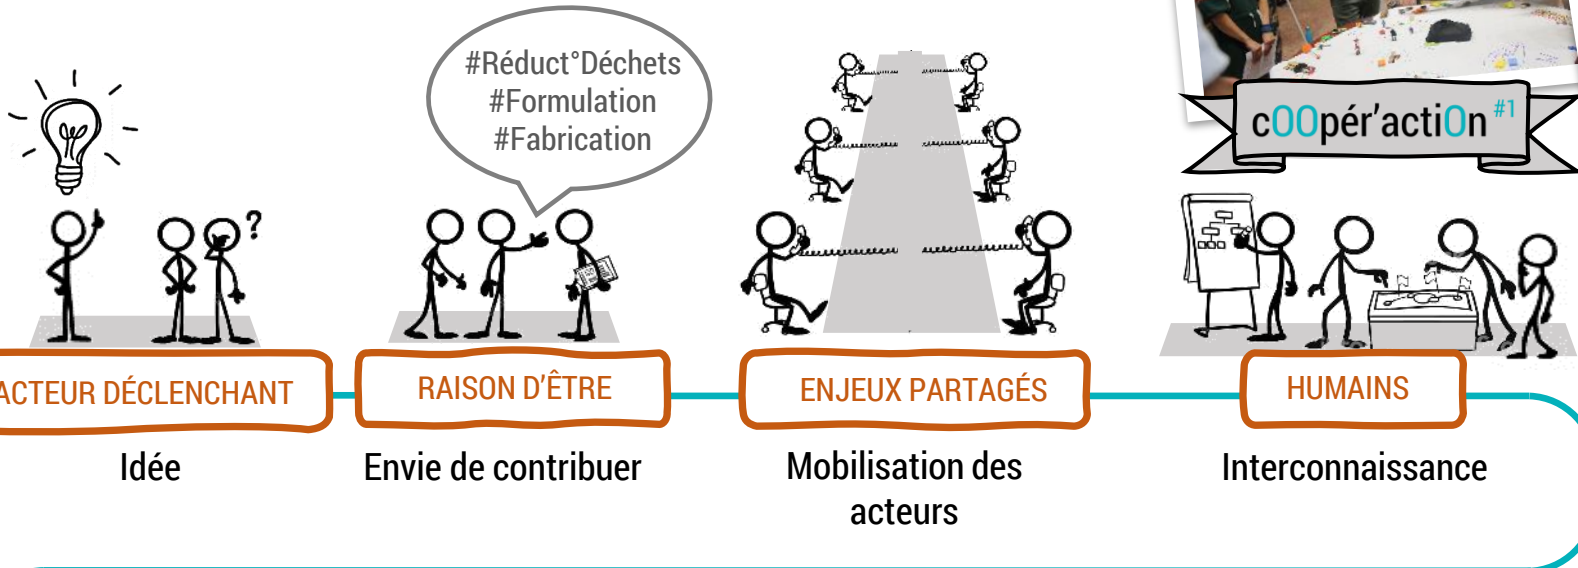 #Réduct°Déchets
#Formulation
#Fabrication
cOOpér'actiOn #1
?
ACTEUR DÉCLENCHANT
RAISON D'ÊTRE
ENJEUX PARTAGÉS
HUMAINS
Idée
Envie de contribuer
Mobilisation des
acteurs
Interconnaissance